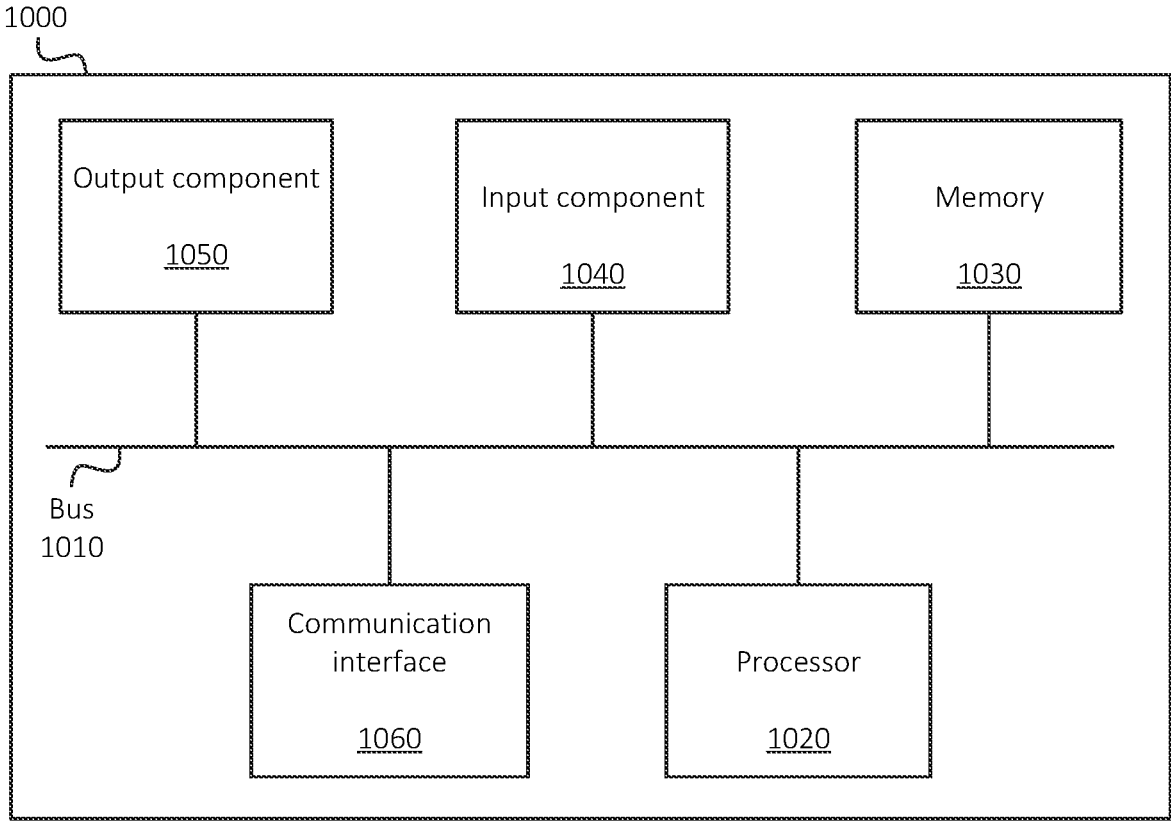 1000
Output component
1050
Input component
1040
Memory
1030
Bus
1010
Communication
interface
1060
Processor
1020